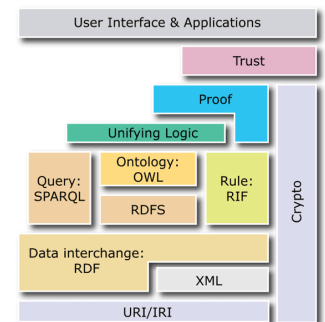 User Interface & Applications
Trust
Proof
Unifying Logic
Ontology:
OWL
Query:
SPARQL
Rule:
RIF
RDFS
Crypto
Data interchange:
RDF
XML
URI/IRI